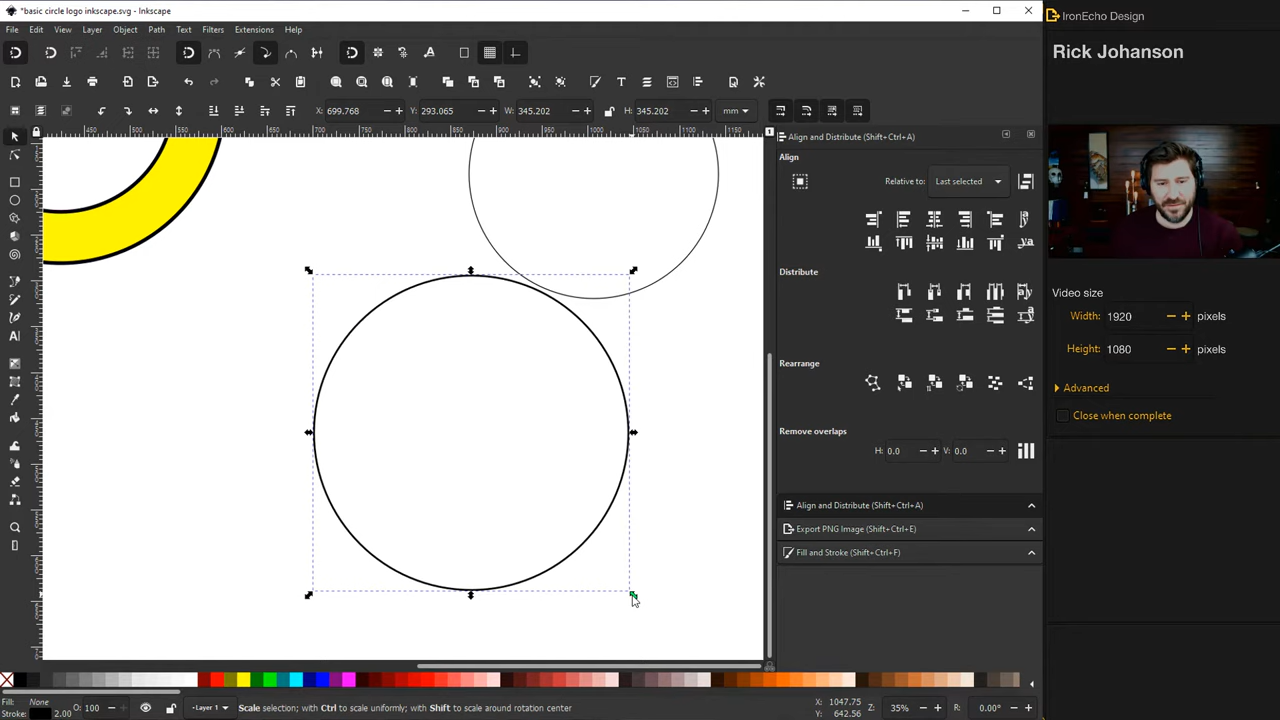 *basic circle logo inkscape.svg - Inkscape
IronEcho Design
File Edit View Layer Object Path Text Filters Extensions Help
Rick Johanson
X: 699.768 Y: 293.065 W: 345.202 H: 345.202 mm
Align and Distribute (Shift+Ctrl+A)
Align
Relative to: Last selected
Distribute
Rearrange
Remove overlaps
H: 0.0 V: 0.0
Align and Distribute (Shift+Ctrl+A)
Export PNG Image (Shift+Ctrl+E)
Fill and Stroke (Shift+Ctrl+F)
Video size
Width: 1920 pixels
Height: 1080 pixels
Advanced
Close when complete
Fill: None
Stroke: 2.00
O: 100
-Layer 1
Scale selection; with Ctrl to scale uniformly; with Shift to scale around rotation center
X: 1047.75
Y: 642.56
Z: 35%
R: 0.00°